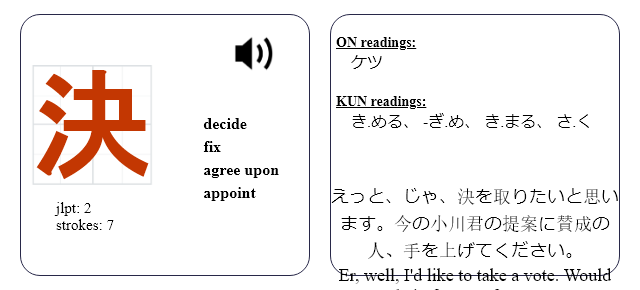 決
decide
fix
agree upon
appoint
jlpt: 2
strokes: 7
ON readings:
ケツ
KUN readings:
き.める、 -ぎ.め、 き.まる、 さ.く
えっと、じゃ、決を取りたいと思い
ます。今の小川君の提案に賛成の
人、手を上げてください。
Er, well, I'd like to take a vote. Would